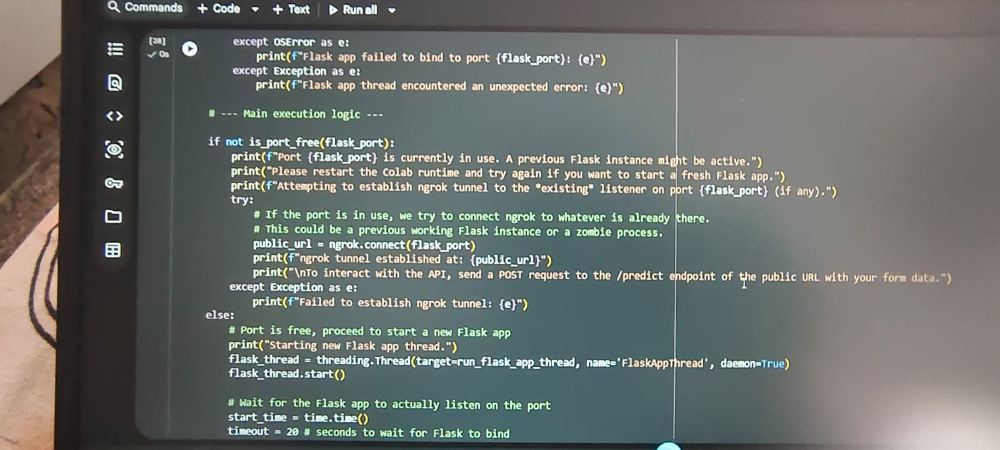 Commands + Code + Text Run all
[28]
0s
except OSError as e:
print(f"Flask app failed to bind to port {flask_port}: {e}")
except Exception as e:
print(f"Flask app thread encountered an unexpected error: {e}")
# --- Main execution logic ---
if not is_port_free(flask_port):
print(f"Port {flask_port} is currently in use. A previous Flask instance might be active.")
print("Please restart the Colab runtime and try again if you want to start a fresh Flask app.")
print(f"Attempting to establish ngrok tunnel to the *existing* listener on port {flask_port} (if any).")
try:
# If the port is in use, we try to connect ngrok to whatever is already there.
# This could be a previous working Flask instance or a zombie process.
public_url = ngrok.connect(flask_port)
print(f"ngrok tunnel established at: {public_url}")
print("\nTo interact with the API, send a POST request to the /predict endpoint of the public URL with your form data.")
except Exception as e:
print(f"Failed to establish ngrok tunnel: {e}")
else:
# Port is free, proceed to start a new Flask app
print("Starting new Flask app thread.")
flask_thread = threading.Thread(target=run_flask_app_thread, name='FlaskAppThread', daemon=True)
flask_thread.start()
# Wait for the Flask app to actually listen on the port
start_time = time.time()
timeout = 20 # seconds to wait for Flask to bind